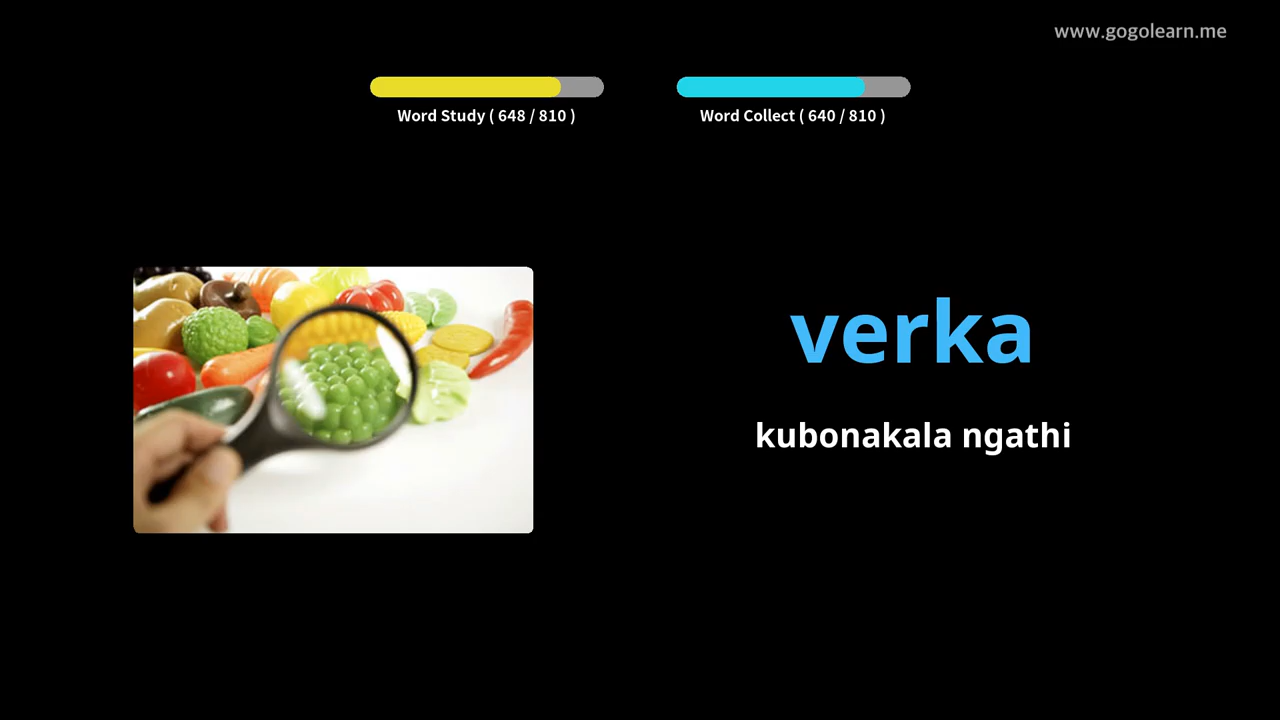 www.gogolearn.me
Word Study ( 648 / 810 )
Word Collect ( 640 / 810 )
verka
kubonakala ngathi